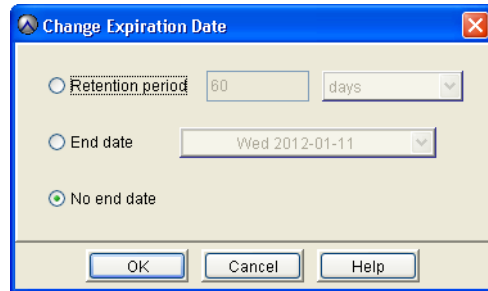 Change Expiration Date
Retention period 60 days
End date Wed 2012-01-11
No end date
OK Cancel Help